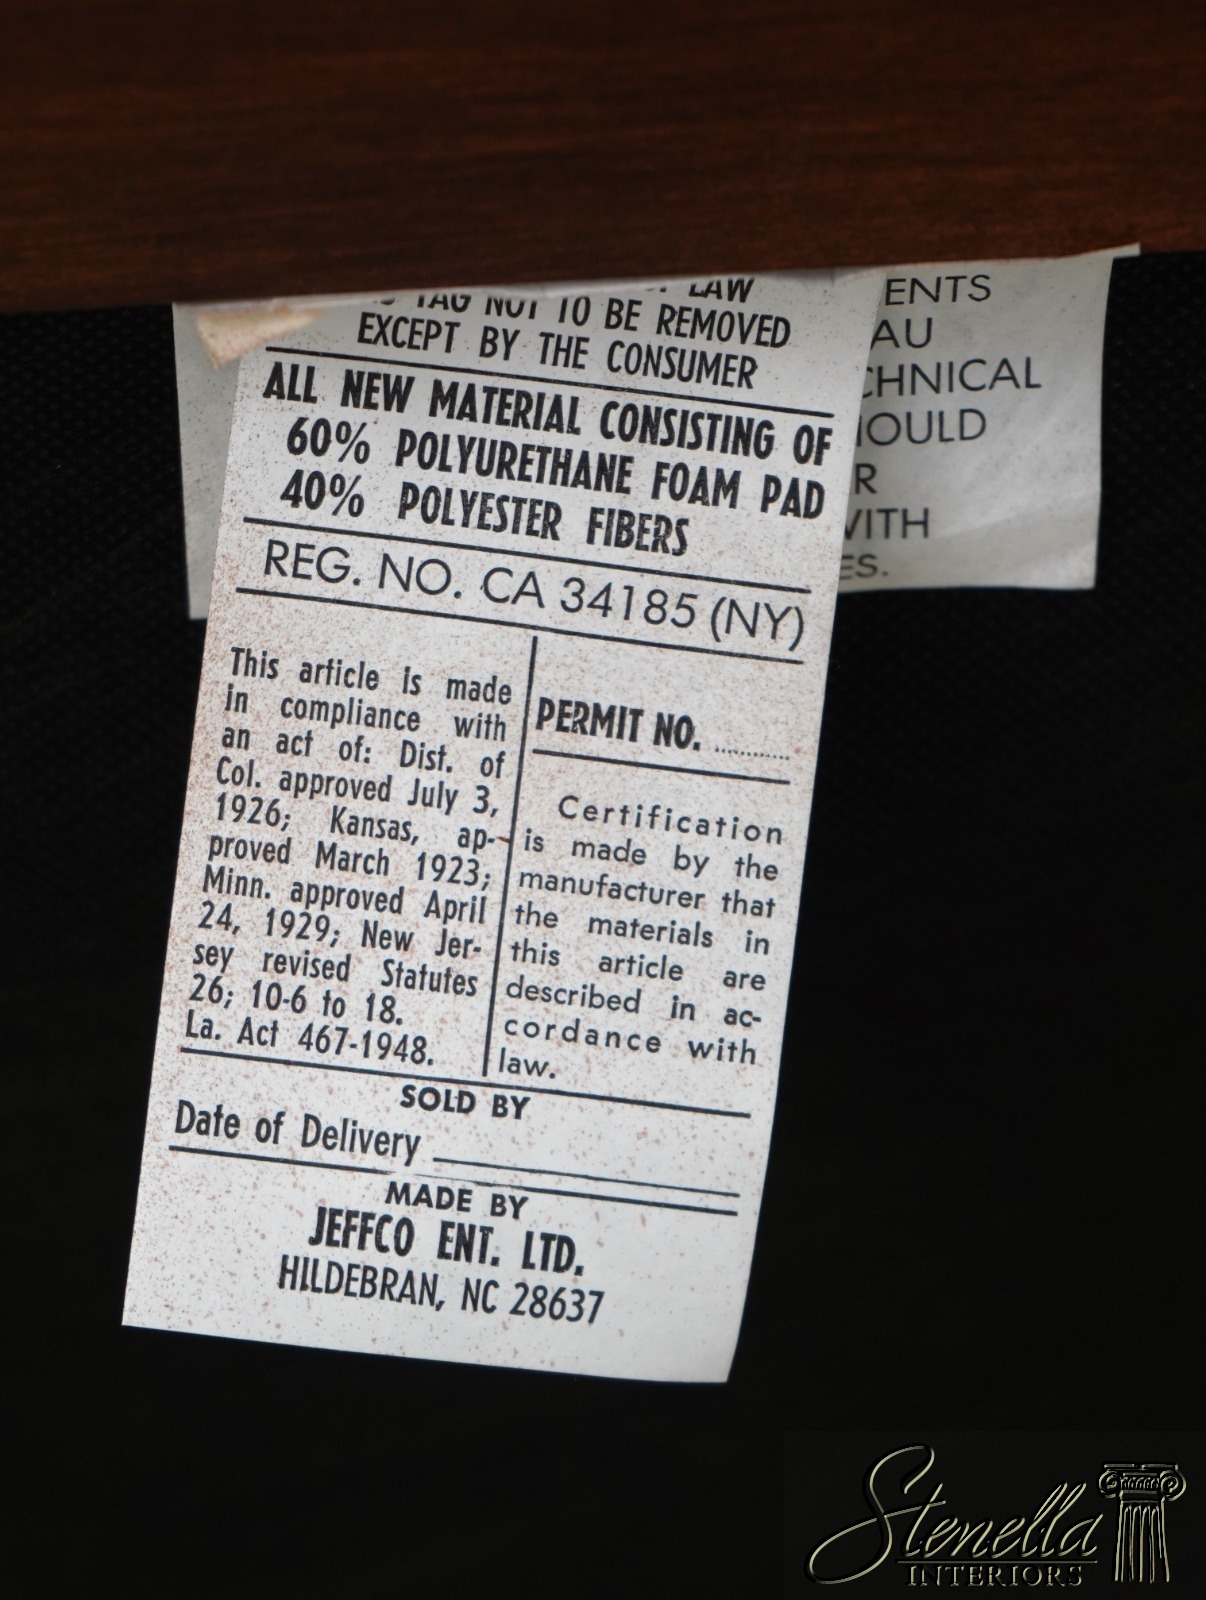 LAW
TAG NOT TO BE REMOVED
EXCEPT BY THE CONSUMER
ALL NEW MATERIAL CONSISTING OF
60% POLYURETHANE FOAM PAD
40% POLYESTER FIBERS
REG. NO. CA 34185 (NY)
This article is made
in compliance with
an act of: Dist. of
Col. approved July 3,
1926; Kansas, ap-
proved March 1923;
Minn. approved April
24, 1929; New Jer-
sey revised Statutes
26; 10-6 to 18.
La. Act 467-1948.
PERMIT NO. ............
Certification
is made by the
manufacturer that
the materials in
this article are
described in ac-
cordance with
law.
SOLD BY
Date of Delivery
MADE BY
JEFFCO ENT. LTD.
HILDEBRAN, NC 28637
ENTS
AU
CHNICAL
OULD
R
WITH
ES.
Stenella
INTERIORS